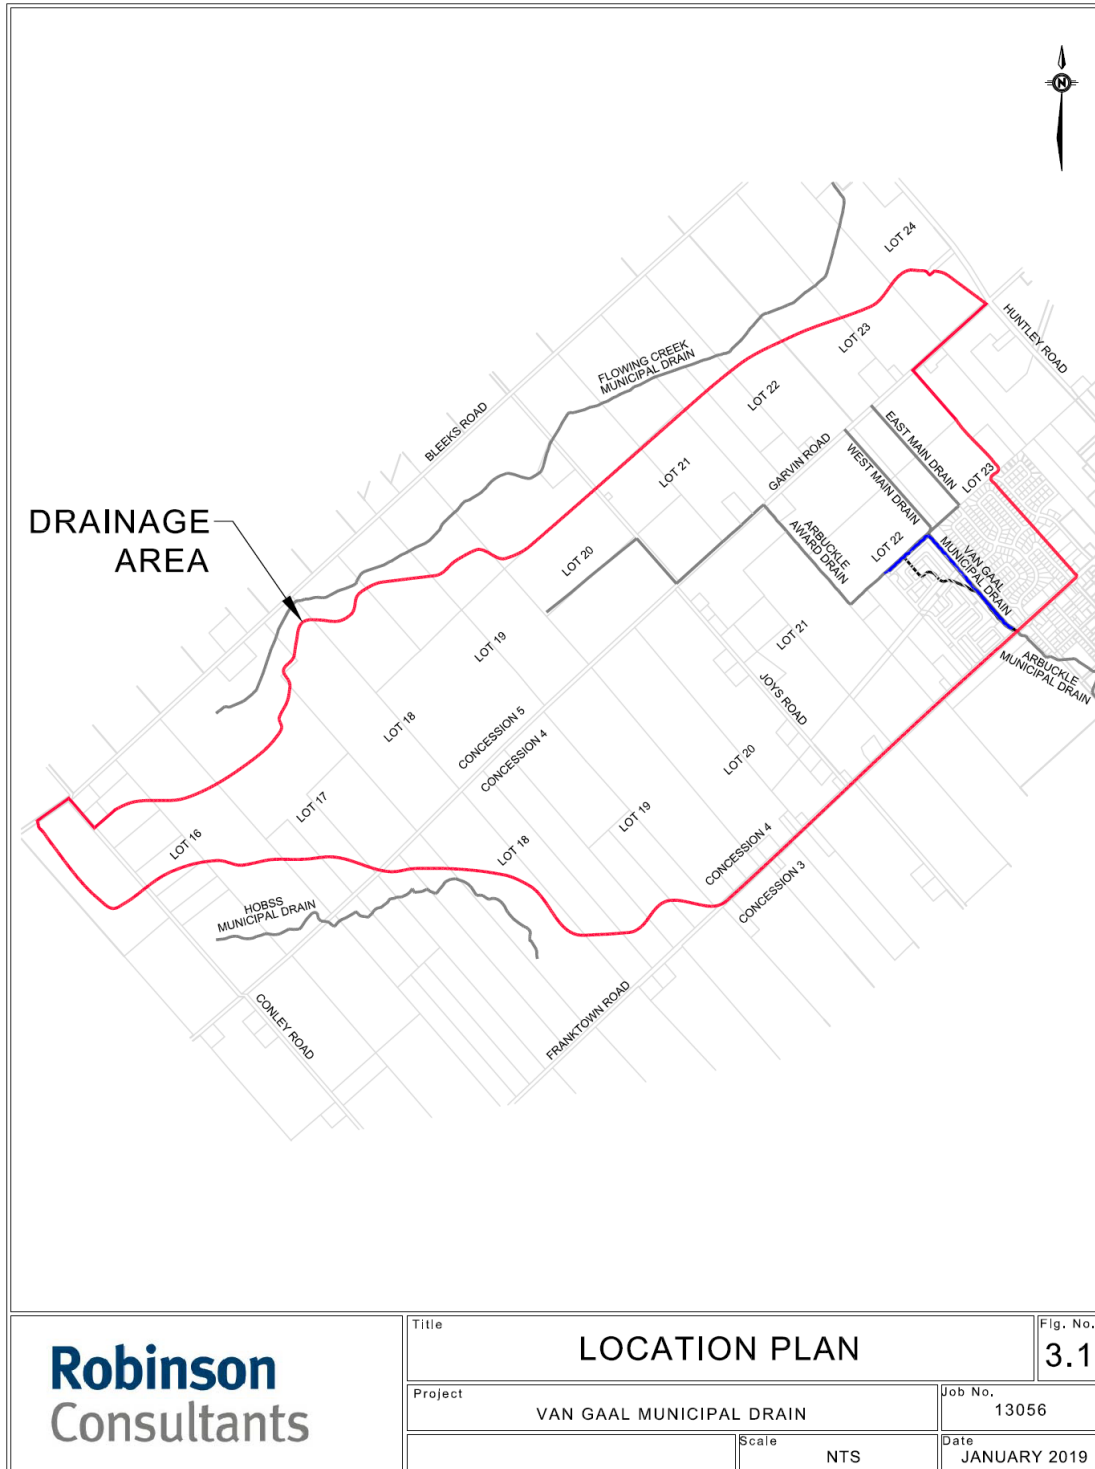 N
LOT 24
HUNTLEY ROAD
LOT 23
FLOWING CREEK
MUNICIPAL DRAIN
LOT 22
BLEEKS ROAD
EAST MAIN DRAIN
GARVIN ROAD
WEST MAIN DRAIN
LOT 21
LOT 23
DRAINAGE
AREA
ARBUCKLE
AWARD DRAIN
LOT 22
VAN GAAL
MUNICIPAL DRAIN
LOT 20
LOT 19
LOT 21
ARBUCKLE
MUNICIPAL DRAIN
JOYS ROAD
LOT 18
CONCESSION 5
CONCESSION 4
LOT 20
LOT 17
LOT 19
LOT 16
LOT 18
CONCESSION 4
CONCESSION 3
HOBSS
MUNICIPAL DRAIN
CONLEY ROAD
FRANKTOWN ROAD
Robinson
Consultants
Title
LOCATION PLAN
Fig. No.
3.1
Project
VAN GAAL MUNICIPAL DRAIN
Job No.
13056
Scale
NTS
Date
JANUARY 2019